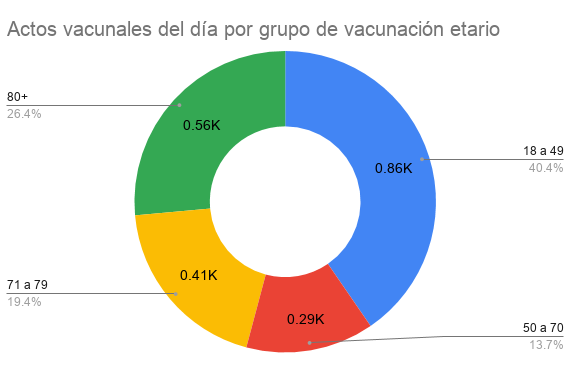 Actos vacunales del día por grupo de vacunación etario
80+
26.4%
0.56K
18 a 49
40.4%
0.86K
71 a 79
19.4%
0.41K
0.29K
50 a 70
13.7%